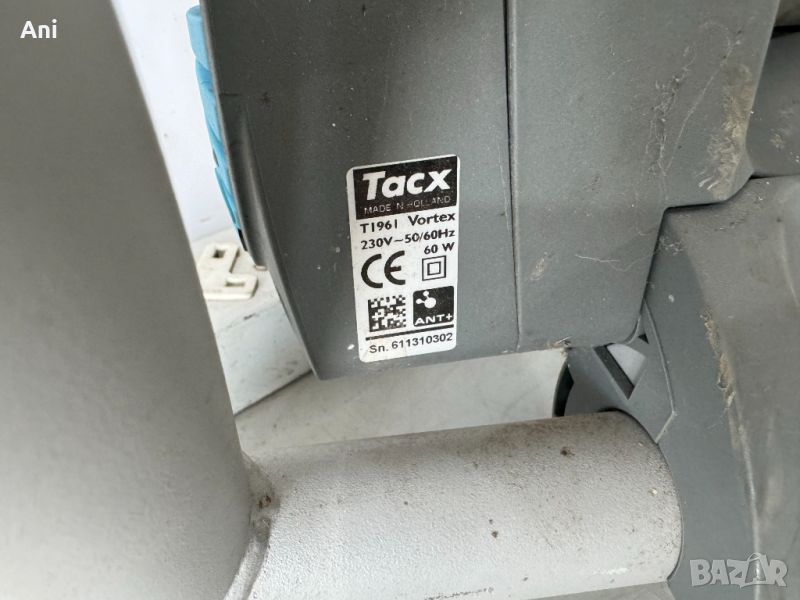 Ani
Tacx
MADE IN HOLLAND
T1961 Vortex
230V~50/60Hz
60 W
CE
ANT+
Sn. 611310302
BAZAR